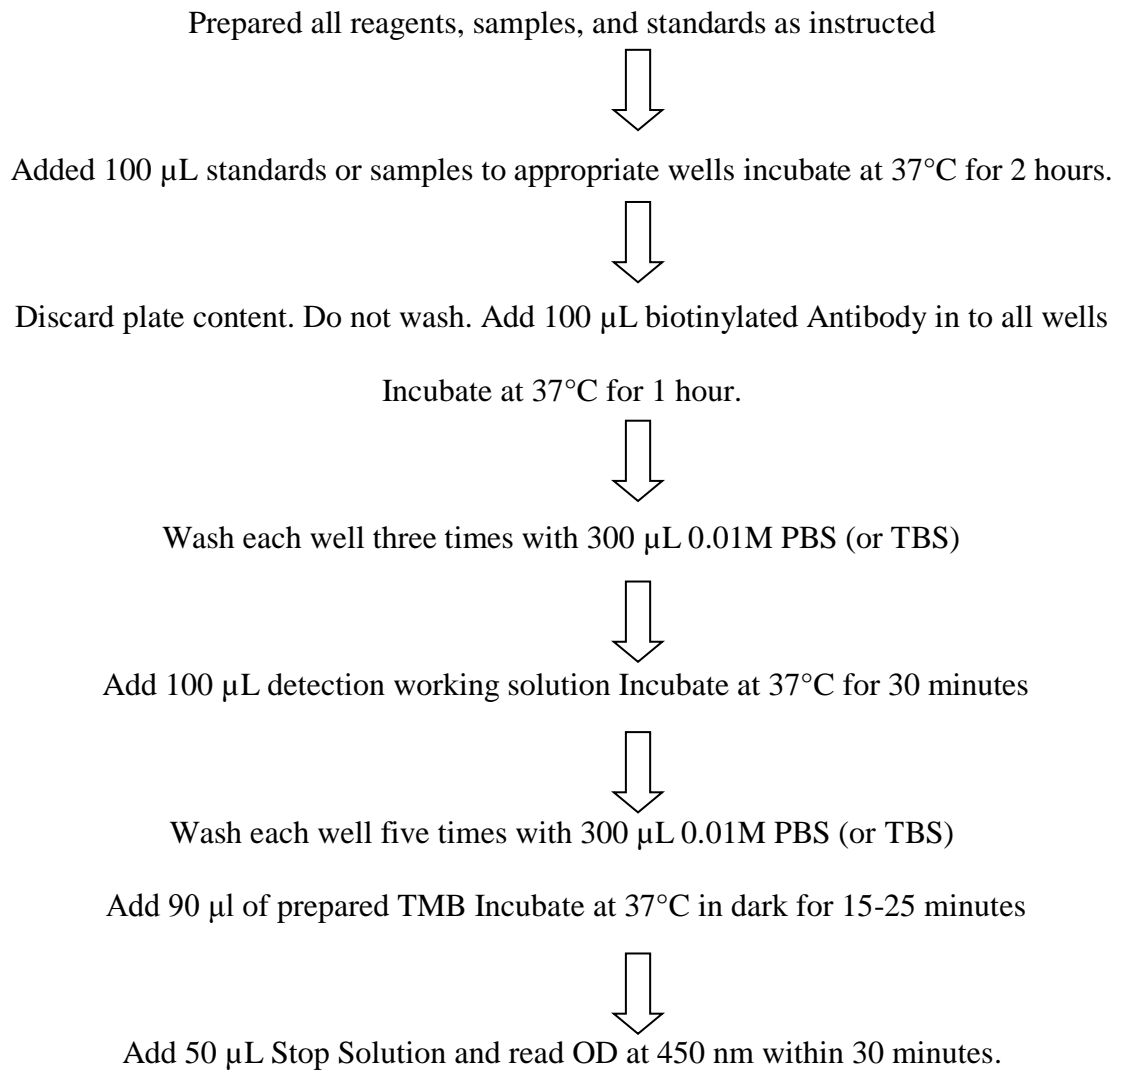 Prepared all reagents, samples, and standards as instructed
Added 100 µL standards or samples to appropriate wells incubate at 37°C for 2 hours.
Discard plate content. Do not wash. Add 100 µL biotinylated Antibody in to all wells
Incubate at 37°C for 1 hour.
Wash each well three times with 300 µL 0.01M PBS (or TBS)
Add 100 µL detection working solution Incubate at 37°C for 30 minutes
Wash each well five times with 300 µL 0.01M PBS (or TBS)
Add 90 µl of prepared TMB Incubate at 37°C in dark for 15-25 minutes
Add 50 µL Stop Solution and read OD at 450 nm within 30 minutes.